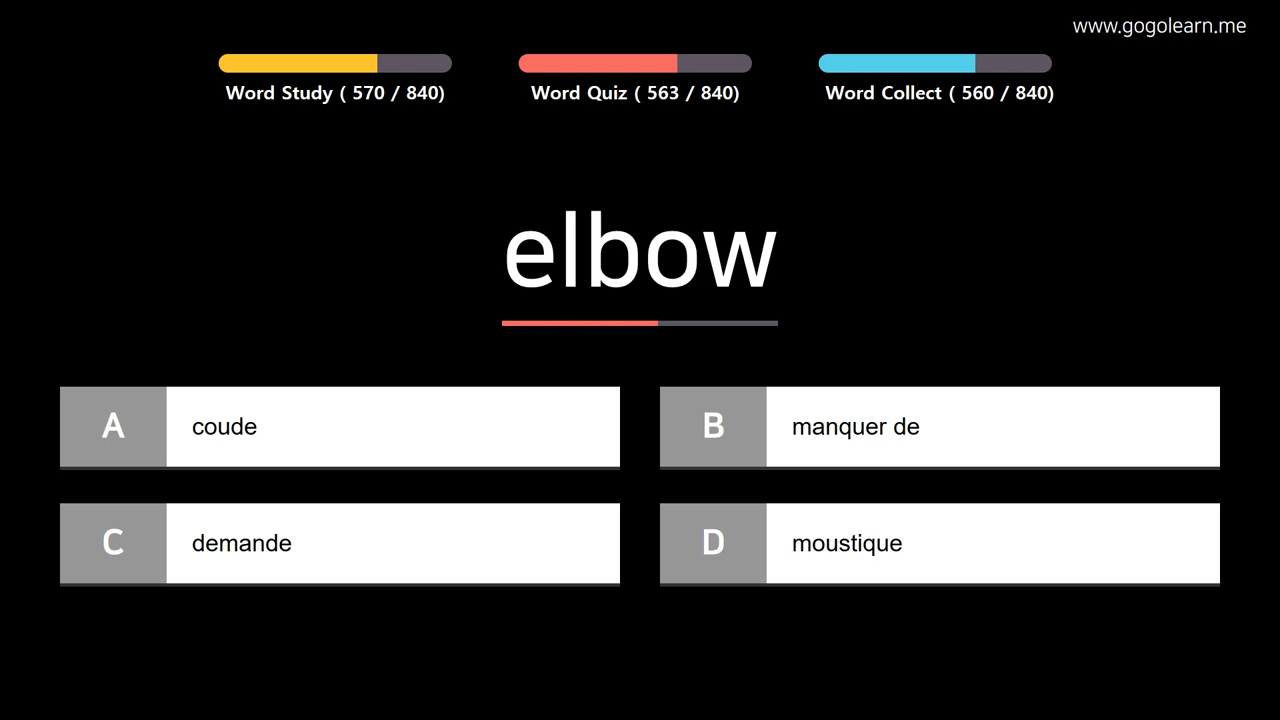 www.gogolearn.me
Word Study ( 570 / 840)
Word Quiz ( 563 / 840)
Word Collect ( 560 / 840)
elbow
A coude
B manquer de
C demande
D moustique